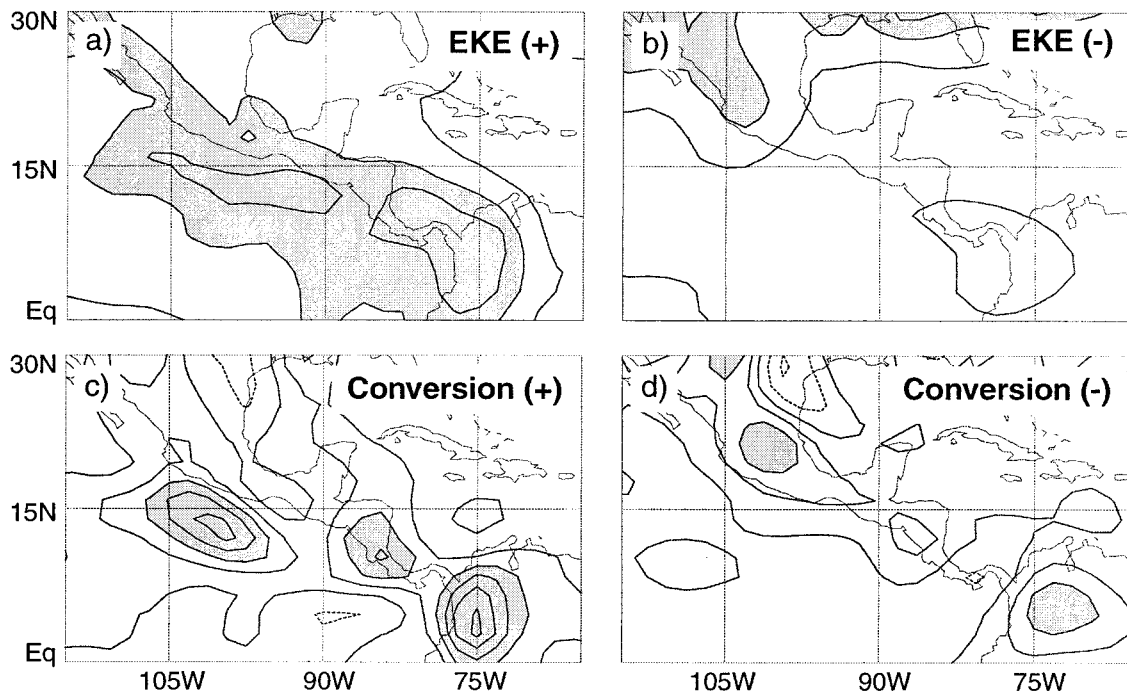 30N
a)
EKE (+)
b)
EKE (-)
15N
Eq
30N
c)
Conversion (+)
d)
Conversion (-)
15N
Eq
105W
90W
75W
105W
90W
75W